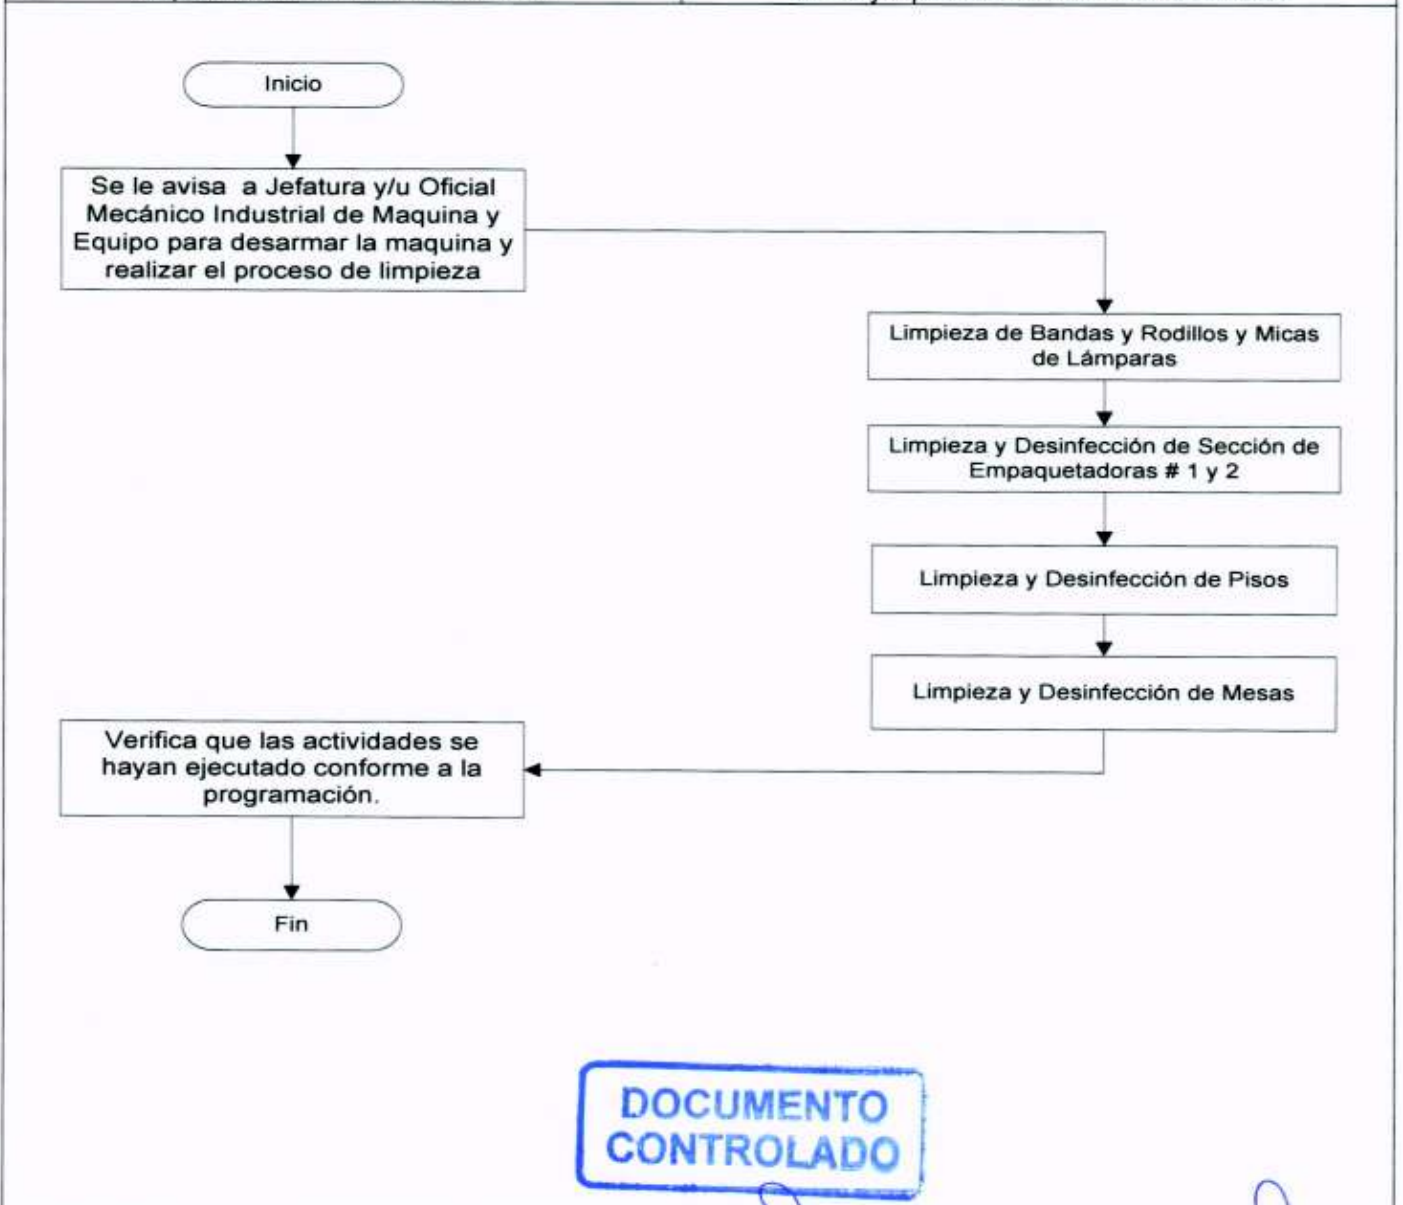 Inicio
Se le avisa a Jefatura y/u Oficial
Mecánico Industrial de Maquina y
Equipo para desarmar la maquina y
realizar el proceso de limpieza
Limpieza de Bandas y Rodillos y Micas
de Lámparas
Limpieza y Desinfección de Sección de
Empaquetadoras # 1 y 2
Limpieza y Desinfección de Pisos
Limpieza y Desinfección de Mesas
Verifica que las actividades se
hayan ejecutado conforme a la
programación.
Fin
DOCUMENTO
CONTROLADO